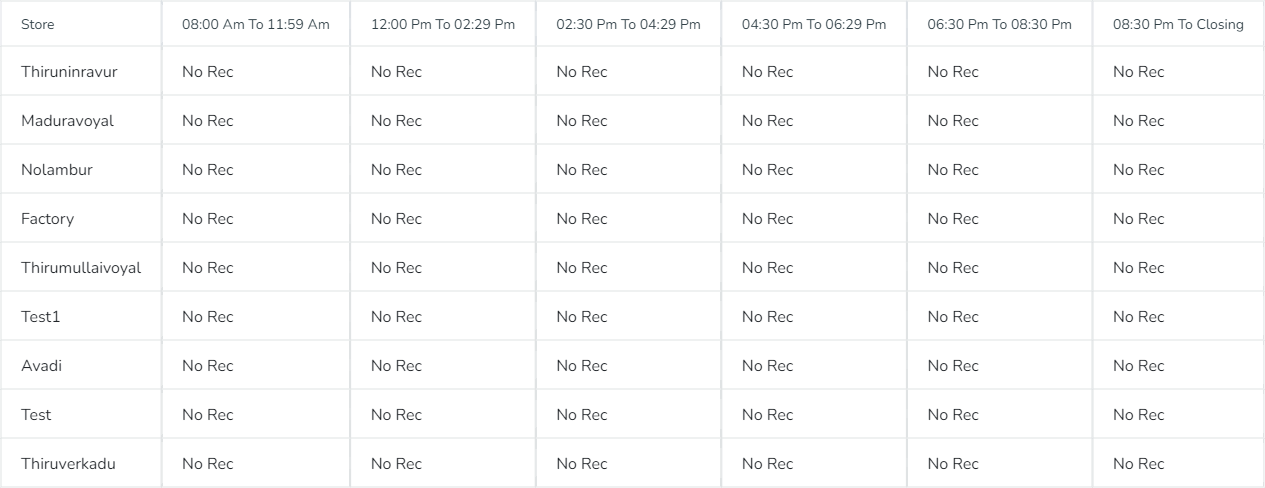 Store 08:00 Am To 11:59 Am 12:00 Pm To 02:29 Pm 02:30 Pm To 04:29 Pm 04:30 Pm To 06:29 Pm 06:30 Pm To 08:30 Pm 08:30 Pm To Closing
Thiruninravur No Rec No Rec No Rec No Rec No Rec No Rec
Maduravoyal No Rec No Rec No Rec No Rec No Rec No Rec
Nolambur No Rec No Rec No Rec No Rec No Rec No Rec
Factory No Rec No Rec No Rec No Rec No Rec No Rec
Thirumullaivoyal No Rec No Rec No Rec No Rec No Rec No Rec
Test1 No Rec No Rec No Rec No Rec No Rec No Rec
Avadi No Rec No Rec No Rec No Rec No Rec No Rec
Test No Rec No Rec No Rec No Rec No Rec No Rec
Thiruverkadu No Rec No Rec No Rec No Rec No Rec No Rec